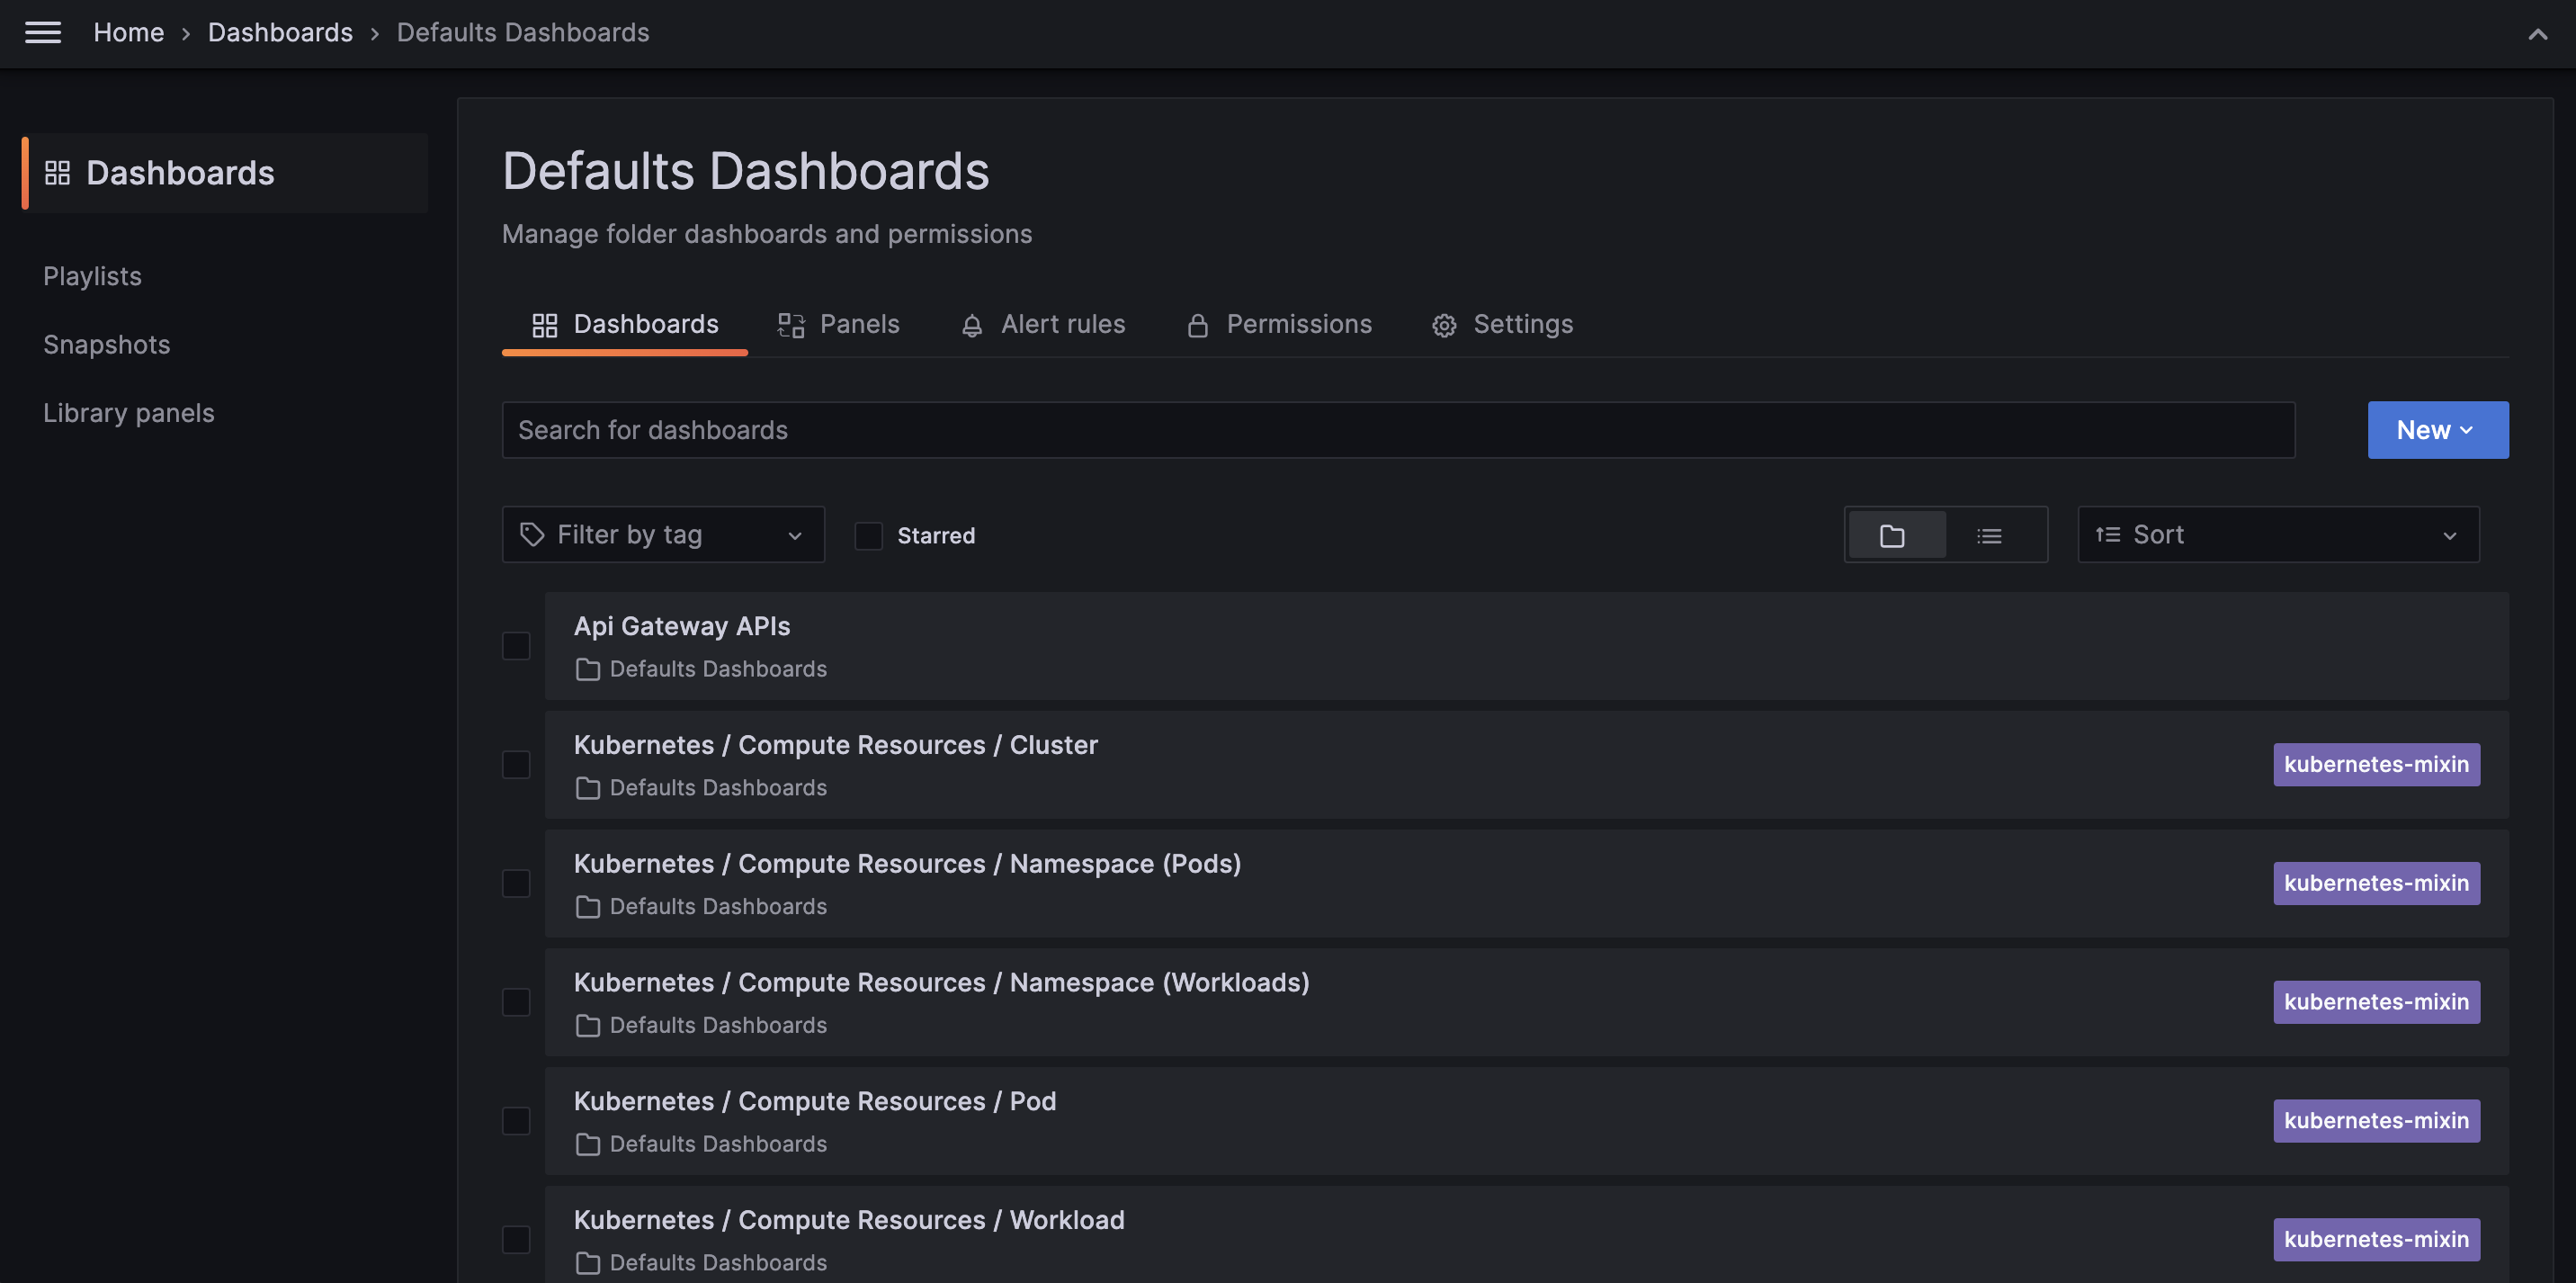 Home › Dashboards › Defaults Dashboards
Dashboards
Playlists
Snapshots
Library panels
Defaults Dashboards
Manage folder dashboards and permissions
Dashboards Panels Alert rules Permissions Settings
Search for dashboards
New
Filter by tag
Starred
Sort
Api Gateway APIs
Defaults Dashboards
Kubernetes / Compute Resources / Cluster
Defaults Dashboards
kubernetes-mixin
Kubernetes / Compute Resources / Namespace (Pods)
Defaults Dashboards
kubernetes-mixin
Kubernetes / Compute Resources / Namespace (Workloads)
Defaults Dashboards
kubernetes-mixin
Kubernetes / Compute Resources / Pod
Defaults Dashboards
kubernetes-mixin
Kubernetes / Compute Resources / Workload
Defaults Dashboards
kubernetes-mixin